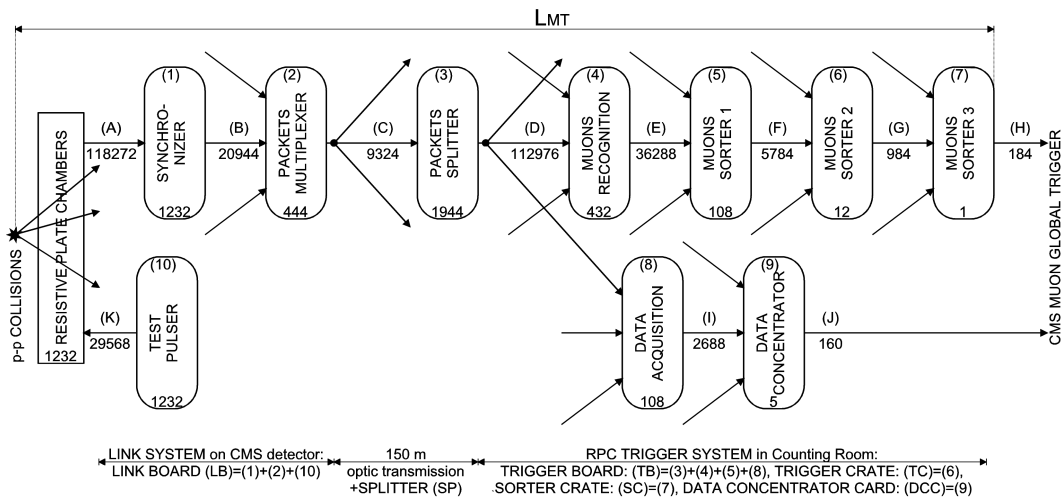 LMT
(1)
(2)
(3)
(4)
(5)
(6)
(7)
(A)
(B)
(C)
(D)
(E)
(F)
(G)
(H)
118272
20944
9324
112976
36288
5784
984
184
RESISTIVE PLATE CHAMBERS
SYNCHRO-
NIZER
PACKETS
MULTIPLEXER
PACKETS
SPLITTER
MUONS
RECOGNITION
MUONS
SORTER 1
MUONS
SORTER 2
MUONS
SORTER 3
1232
444
1944
432
108
12
1
p-p COLLISIONS
CMS MUON GLOBAL TRIGGER
(10)
(8)
(9)
(K)
(I)
(J)
29568
2688
160
TEST
PULSER
DATA
ACQUISITION
DATA
CONCENTRATOR
1232
1232
108
5
LINK SYSTEM on CMS detector:
LINK BOARD (LB)=(1)+(2)+(10)
150 m
optic transmission
+SPLITTER (SP)
RPC TRIGGER SYSTEM in Counting Room:
TRIGGER BOARD: (TB)=(3)+(4)+(5)+(8), TRIGGER CRATE: (TC)=(6),
SORTER CRATE: (SC)=(7), DATA CONCENTRATOR CARD: (DCC)=(9)